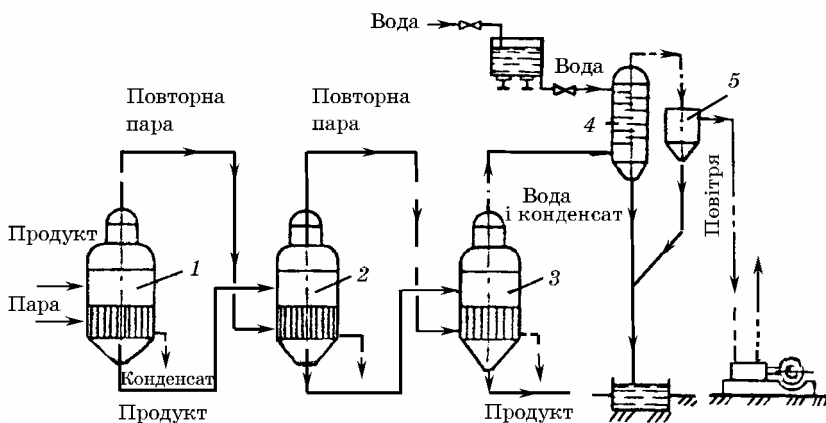 Вода
Вода
5
Повторна
пара
Повторна
пара
4
Повітря
Вода
і конденсат
Продукт
1
2
3
Пара
Конденсат
Продукт
Продукт